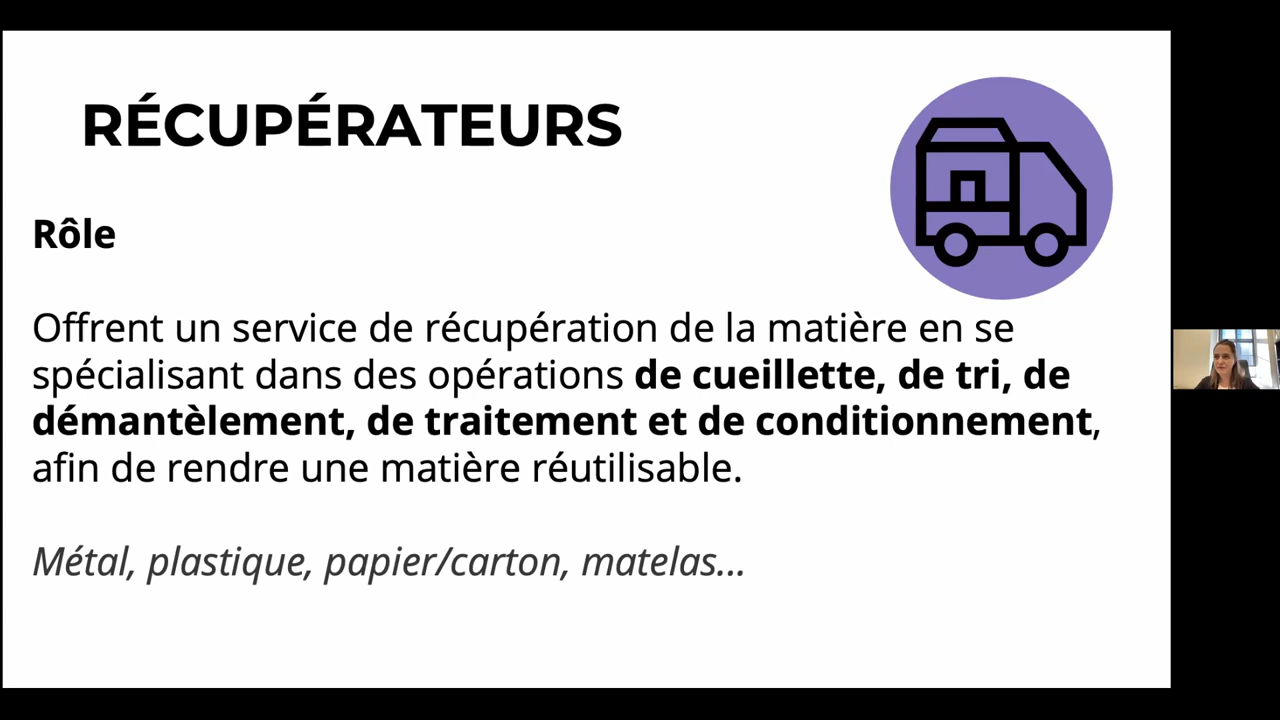 RÉCUPÉRATEURS
Rôle
Offrent un service de récupération de la matière en se
spécialisant dans des opérations de cueillette, de tri, de
démantèlement, de traitement et de conditionnement,
afin de rendre une matière réutilisable.
Métal, plastique, papier/carton, matelas...